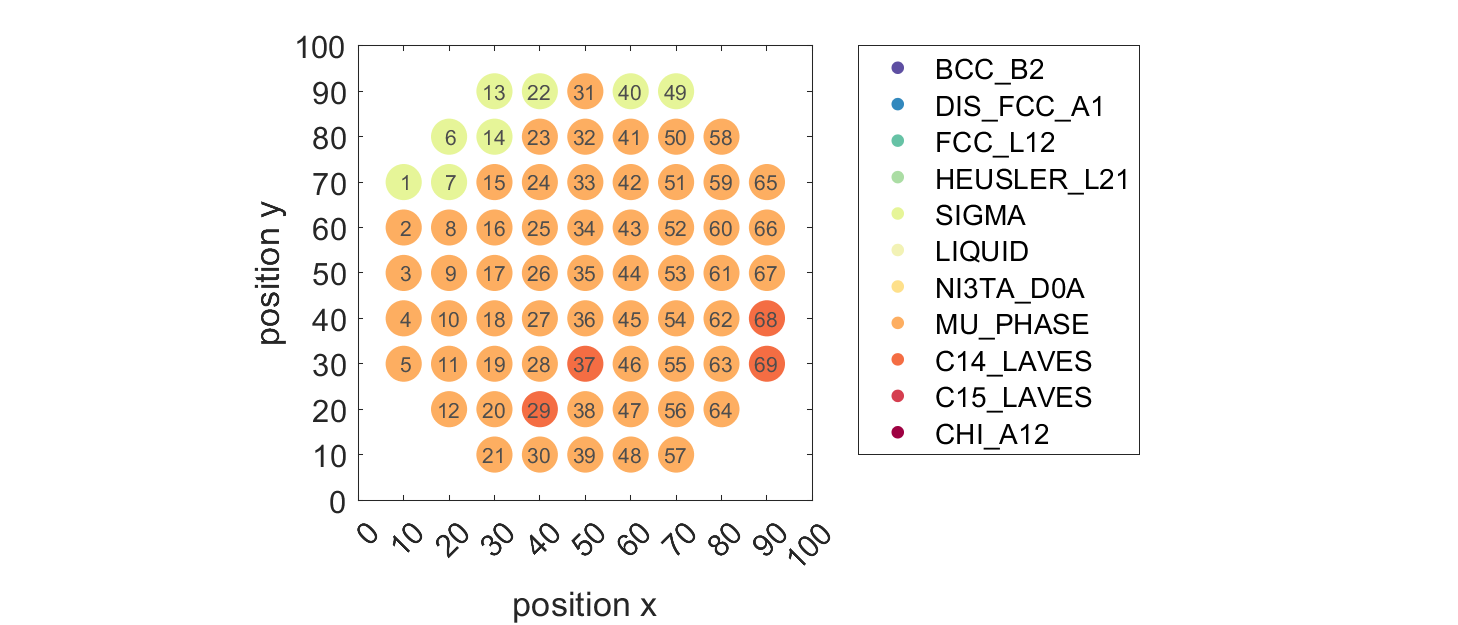 100
90
80
70
60
50
40
30
20
10
0
position y
13 22 31 40 49
6 14 23 32 41 50 58
1 7 15 24 33 42 51 59 65
2 8 16 25 34 43 52 60 66
3 9 17 26 35 44 53 61 67
4 10 18 27 36 45 54 62 68
5 11 19 28 37 46 55 63 69
12 20 29 38 47 56 64
21 30 39 48 57
0 10 20 30 40 50 60 70 80 90 100
position x
BCC_B2
DIS_FCC_A1
FCC_L12
HEUSLER_L21
SIGMA
LIQUID
NI3TA_D0A
MU_PHASE
C14_LAVES
C15_LAVES
CHI_A12